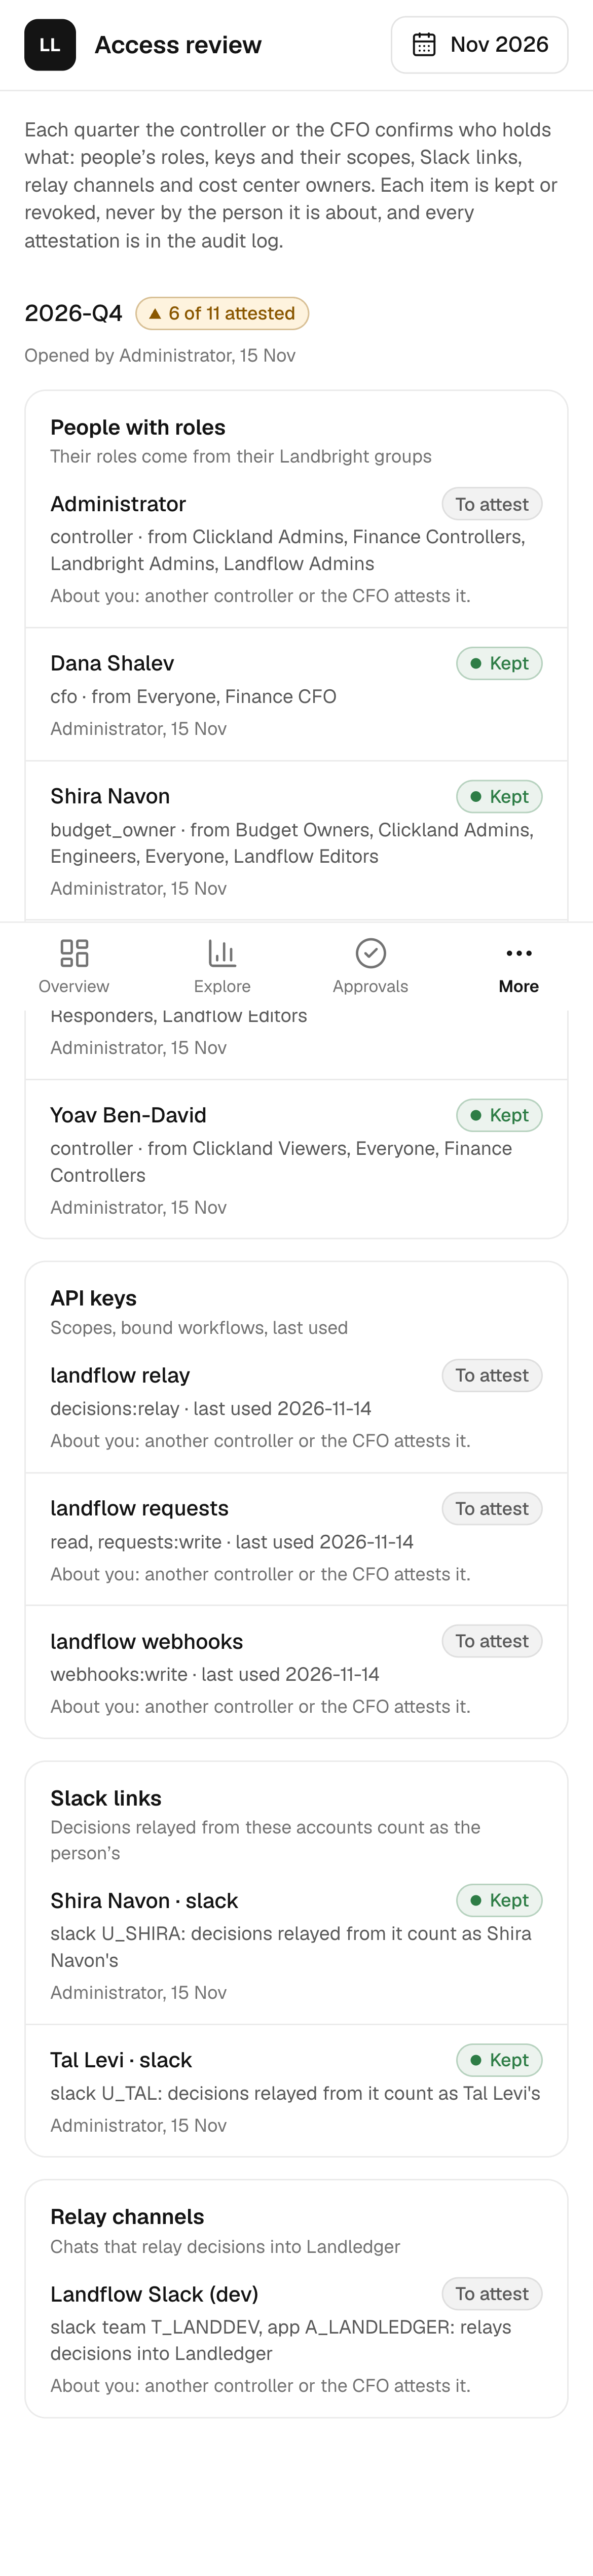 LL
Access review
Nov 2026
Each quarter the controller or the CFO confirms who holds
what: people’s roles, keys and their scopes, Slack links,
relay channels and cost center owners. Each item is kept or
revoked, never by the person it is about, and every
attestation is in the audit log.
2026-Q4
6 of 11 attested
Opened by Administrator, 15 Nov
People with roles
Their roles come from their Landbright groups
Administrator
To attest
controller · from Clickland Admins, Finance Controllers,
Landbright Admins, Landflow Admins
About you: another controller or the CFO attests it.
Dana Shalev
Kept
cfo · from Everyone, Finance CFO
Administrator, 15 Nov
Shira Navon
Kept
budget_owner · from Budget Owners, Clickland Admins,
Engineers, Everyone, Landflow Editors
Administrator, 15 Nov
Overview
Explore
Approvals
More
Responders, Landflow Editors
Administrator, 15 Nov
Yoav Ben-David
Kept
controller · from Clickland Viewers, Everyone, Finance
Controllers
Administrator, 15 Nov
API keys
Scopes, bound workflows, last used
landflow relay
To attest
decisions:relay · last used 2026-11-14
About you: another controller or the CFO attests it.
landflow requests
To attest
read, requests:write · last used 2026-11-14
About you: another controller or the CFO attests it.
landflow webhooks
To attest
webhooks:write · last used 2026-11-14
About you: another controller or the CFO attests it.
Slack links
Decisions relayed from these accounts count as the
person’s
Shira Navon · slack
Kept
slack U_SHIRA: decisions relayed from it count as Shira
Navon's
Administrator, 15 Nov
Tal Levi · slack
Kept
slack U_TAL: decisions relayed from it count as Tal Levi's
Administrator, 15 Nov
Relay channels
Chats that relay decisions into Landledger
Landflow Slack (dev)
To attest
slack team T_LANDDEV, app A_LANDLEDGER: relays
decisions into Landledger
About you: another controller or the CFO attests it.